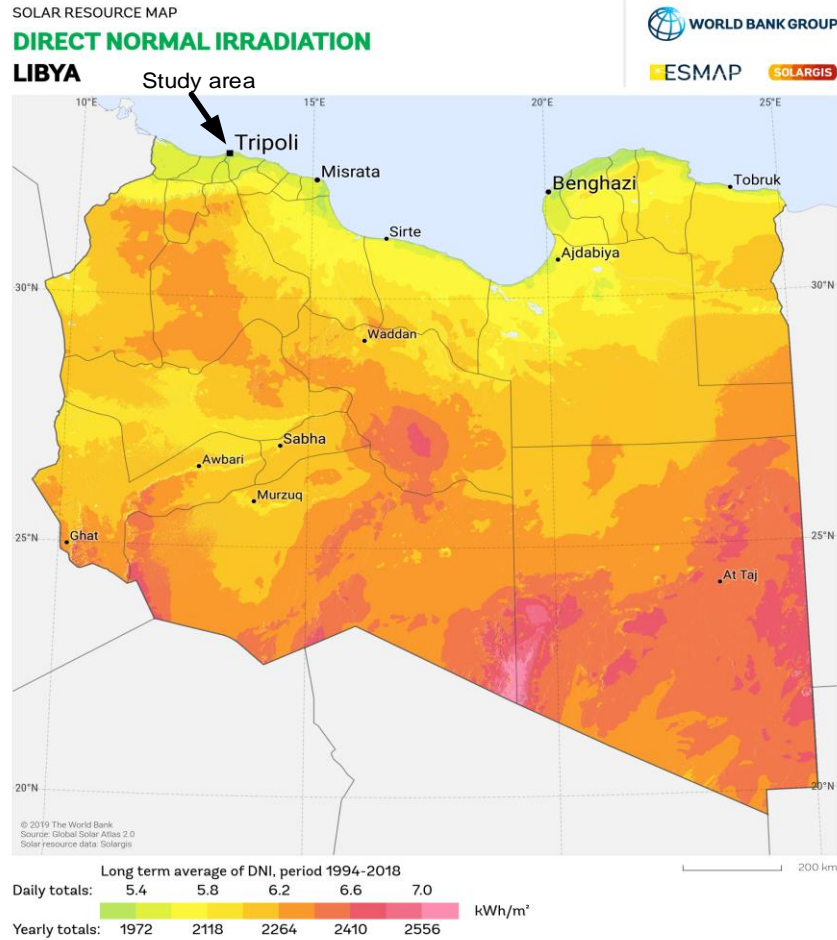 SOLAR RESOURCE MAP
DIRECT NORMAL IRRADIATION
LIBYA
WORLD BANK GROUP
ESMAP
SOLARGIS
Study area
10°E
15°E
20°E
25°E
Tripoli
Misrata
Benghazi
Tobruk
Sirte
Ajdabiya
30°N
30°N
Waddan
Sabha
Awbari
Murzuq
25°N
Ghat
25°N
At Taj
20°N
20°N
© 2019 The World Bank
Source: Global Solar Atlas 2.0
Solar resource data: Solargis
200 km
Long term average of DNI, period 1994-2018
Daily totals: 5.4 5.8 6.2 6.6 7.0
kWh/m²
Yearly totals: 1972 2118 2264 2410 2556